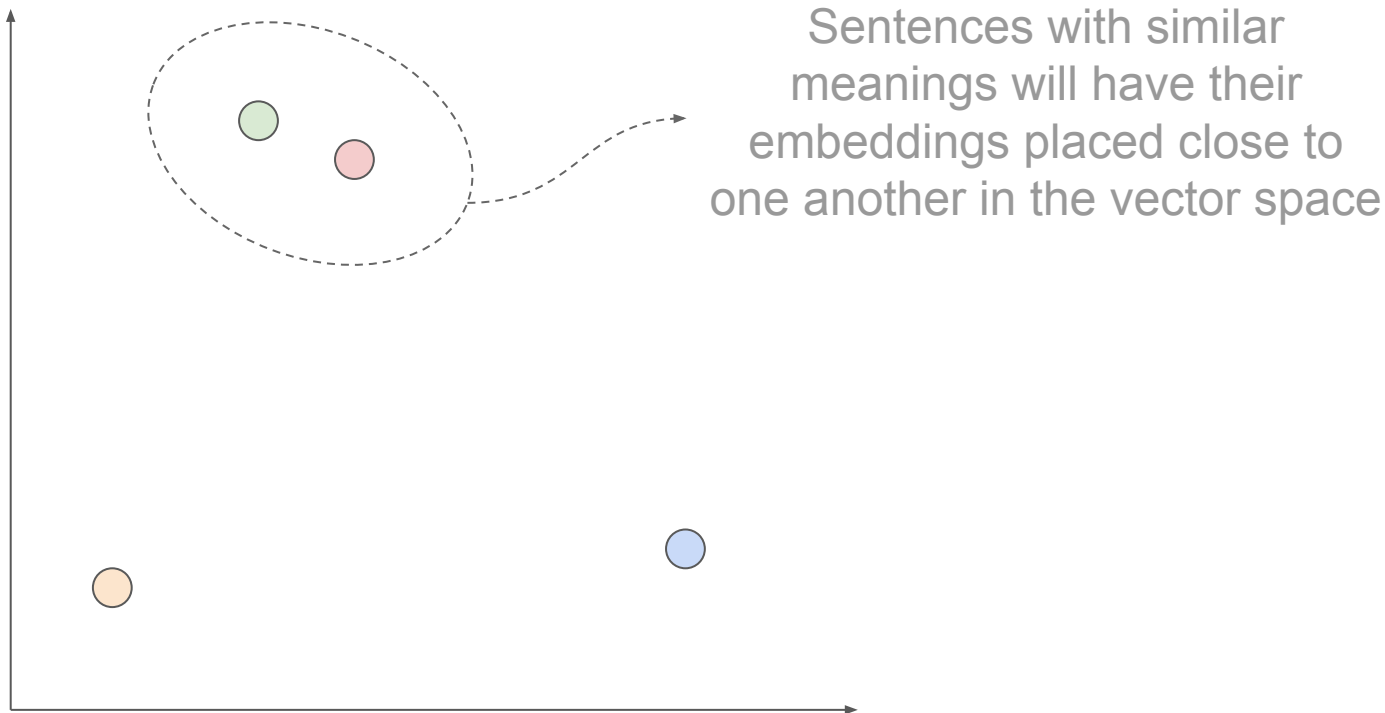 Sentences with similar
meanings will have their
embeddings placed close to
one another in the vector space